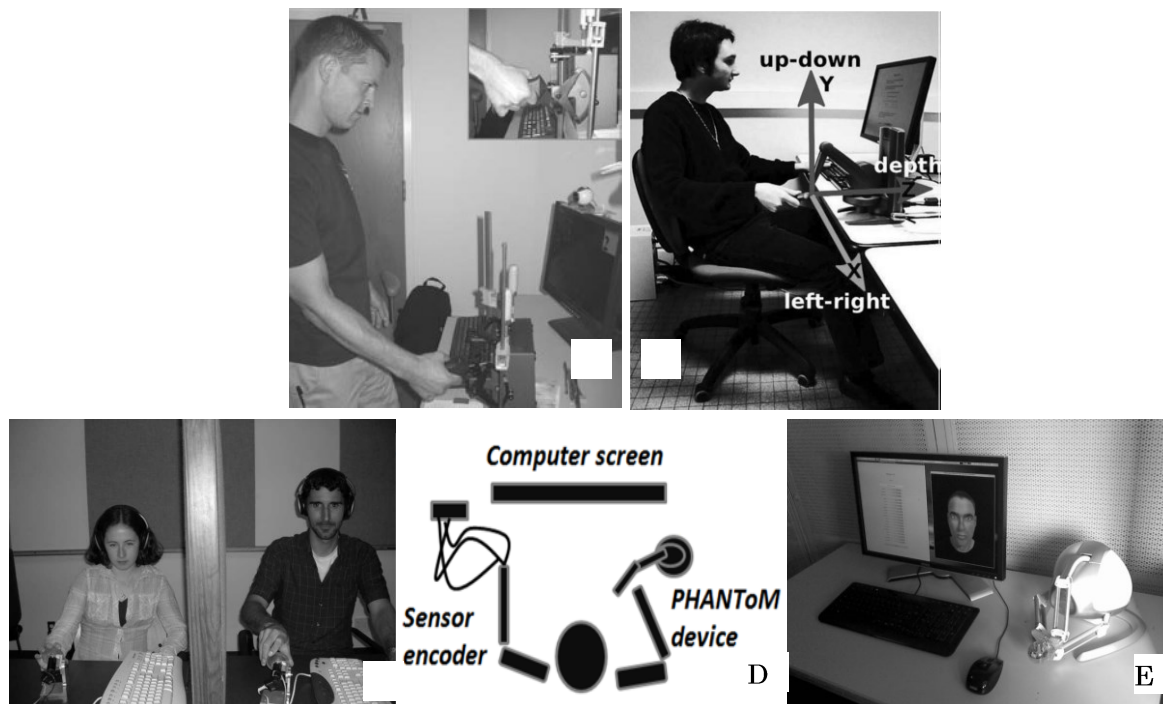 up-down
Y
depth
Z
X
left-right
Computer screen
Sensor
encoder
PHANToM
device
D
E